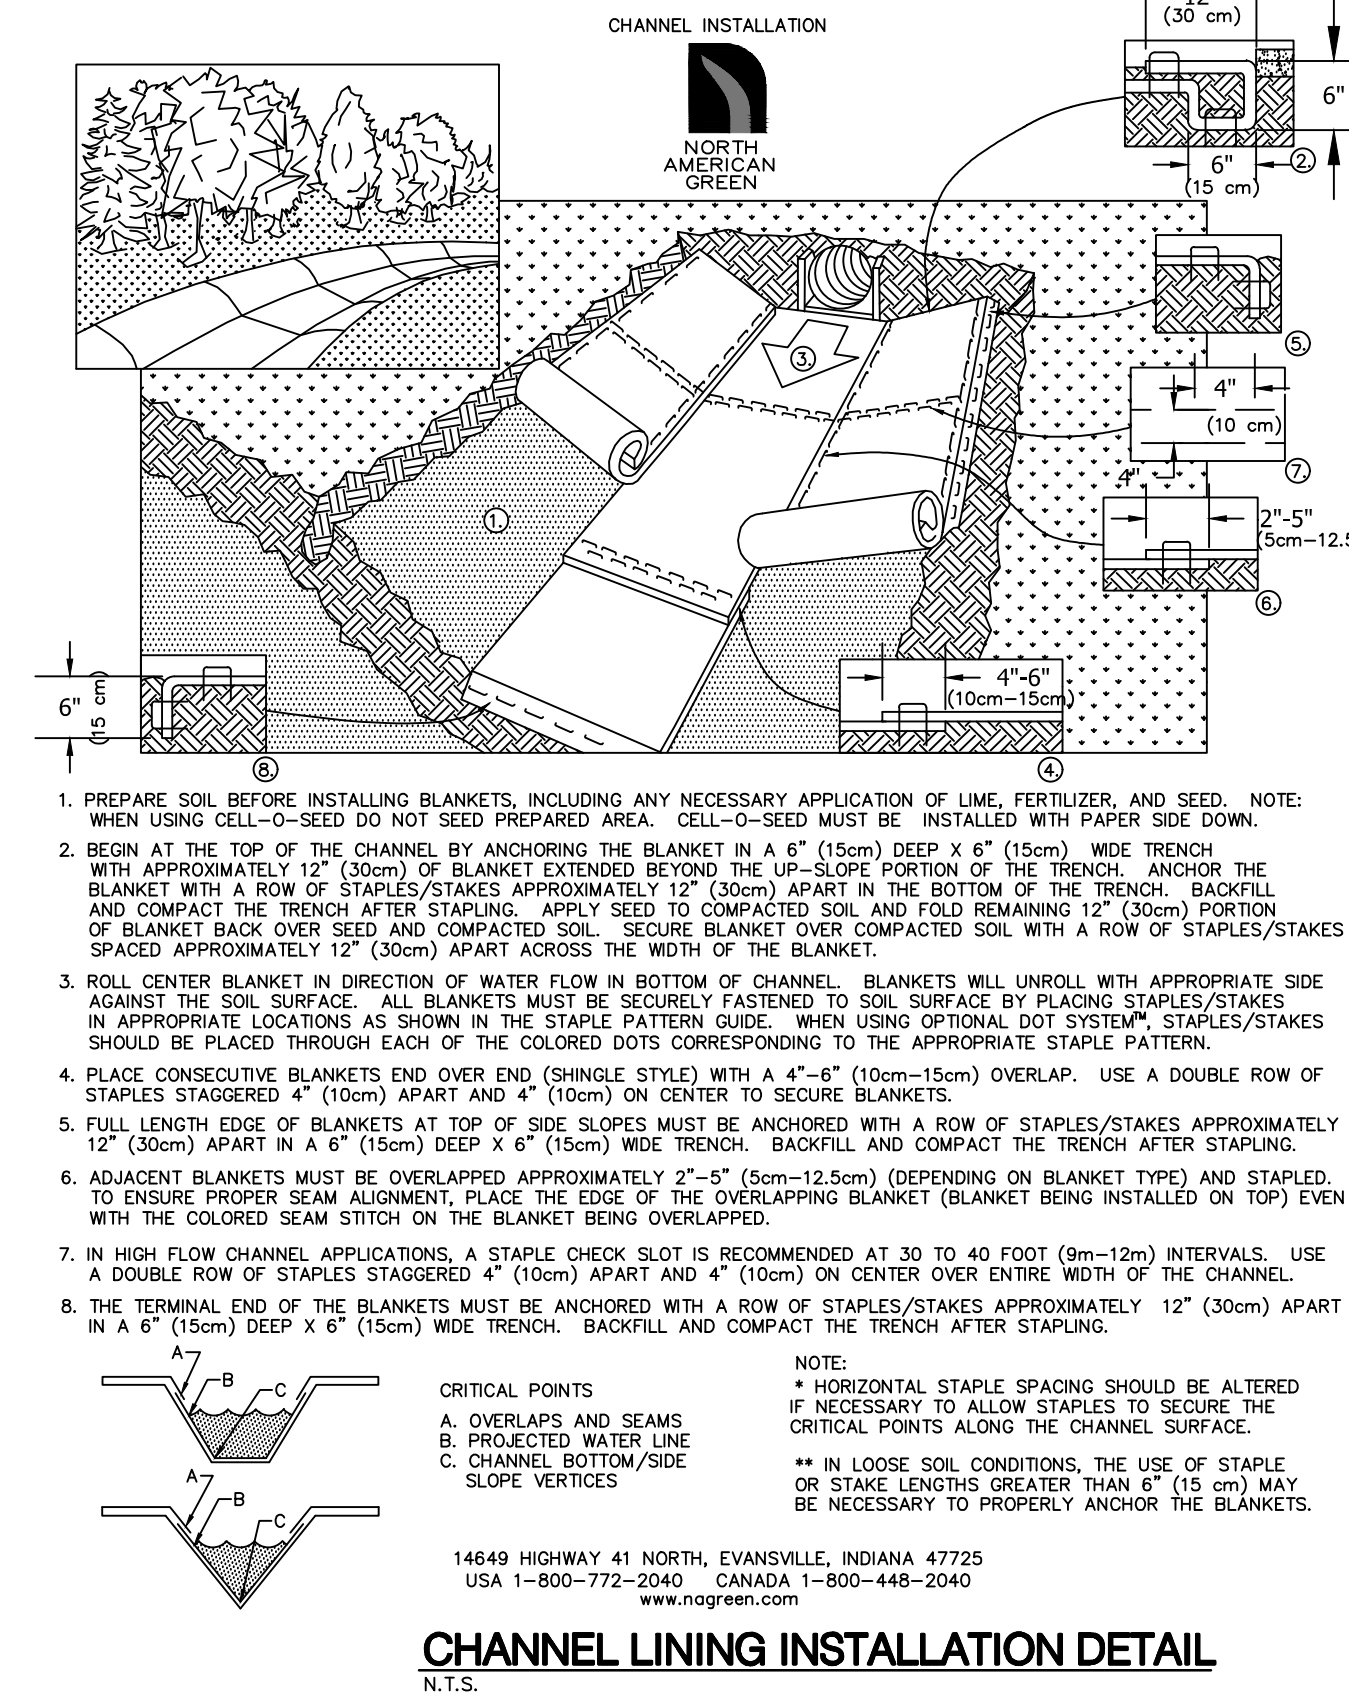 CHANNEL INSTALLATION
NORTH
AMERICAN
GREEN
(30 cm)
6"
6"
(15 cm)
2.
5.
3.
4"
(10 cm)
4"
7.
1.
2"-5"
6.
6"
(15 cm)
8.
4"-6"
(10cm-15cm)
4.
1. PREPARE SOIL BEFORE INSTALLING BLANKETS, INCLUDING ANY NECESSARY APPLICATION OF LIME, FERTILIZER, AND SEED. NOTE:
WHEN USING CELL-O-SEED DO NOT SEED PREPARED AREA. CELL-O-SEED MUST BE INSTALLED WITH PAPER SIDE DOWN.
2. BEGIN AT THE TOP OF THE CHANNEL BY ANCHORING THE BLANKET IN A 6" (15cm) DEEP X 6" (15cm) WIDE TRENCH
WITH APPROXIMATELY 12" (30cm) OF BLANKET EXTENDED BEYOND THE UP-SLOPE PORTION OF THE TRENCH. ANCHOR THE
BLANKET WITH A ROW OF STAPLES/STAKES APPROXIMATELY 12" (30cm) APART IN THE BOTTOM OF THE TRENCH. BACKFILL
AND COMPACT THE TRENCH AFTER STAPLING. APPLY SEED TO COMPACTED SOIL AND FOLD REMAINING 12" (30cm) PORTION
OF BLANKET BACK OVER SEED AND COMPACTED SOIL. SECURE BLANKET OVER COMPACTED SOIL WITH A ROW OF STAPLES/STAKES
SPACED APPROXIMATELY 12" (30cm) APART ACROSS THE WIDTH OF THE BLANKET.
3. ROLL CENTER BLANKET IN DIRECTION OF WATER FLOW IN BOTTOM OF CHANNEL. BLANKETS WILL UNROLL WITH APPROPRIATE SIDE
AGAINST THE SOIL SURFACE. ALL BLANKETS MUST BE SECURELY FASTENED TO SOIL SURFACE BY PLACING STAPLES/STAKES
IN APPROPRIATE LOCATIONS AS SHOWN IN THE STAPLE PATTERN GUIDE. WHEN USING OPTIONAL DOT SYSTEM™, STAPLES/STAKES
SHOULD BE PLACED THROUGH EACH OF THE COLORED DOTS CORRESPONDING TO THE APPROPRIATE STAPLE PATTERN.
4. PLACE CONSECUTIVE BLANKETS END OVER END (SHINGLE STYLE) WITH A 4"-6" (10cm-15cm) OVERLAP. USE A DOUBLE ROW OF
STAPLES STAGGERED 4" (10cm) APART AND 4" (10cm) ON CENTER TO SECURE BLANKETS.
5. FULL LENGTH EDGE OF BLANKETS AT TOP OF SIDE SLOPES MUST BE ANCHORED WITH A ROW OF STAPLES/STAKES APPROXIMATELY
12" (30cm) APART IN A 6" (15cm) DEEP X 6" (15cm) WIDE TRENCH. BACKFILL AND COMPACT THE TRENCH AFTER STAPLING.
6. ADJACENT BLANKETS MUST BE OVERLAPPED APPROXIMATELY 2"-5" (5cm-12.5cm) (DEPENDING ON BLANKET TYPE) AND STAPLED.
TO ENSURE PROPER SEAM ALIGNMENT, PLACE THE EDGE OF THE OVERLAPPING BLANKET (BLANKET BEING INSTALLED ON TOP) EVEN
WITH THE COLORED SEAM STITCH ON THE BLANKET BEING OVERLAPPED.
7. IN HIGH FLOW CHANNEL APPLICATIONS, A STAPLE CHECK SLOT IS RECOMMENDED AT 30 TO 40 FOOT (9m-12m) INTERVALS. USE
A DOUBLE ROW OF STAPLES STAGGERED 4" (10cm) APART AND 4" (10cm) ON CENTER OVER ENTIRE WIDTH OF THE CHANNEL.
8. THE TERMINAL END OF THE BLANKETS MUST BE ANCHORED WITH A ROW OF STAPLES/STAKES APPROXIMATELY 12" (30cm) APART
IN A 6" (15cm) DEEP X 6" (15cm) WIDE TRENCH. BACKFILL AND COMPACT THE TRENCH AFTER STAPLING.
A
B
C
A
B
C
CRITICAL POINTS
A. OVERLAPS AND SEAMS
B. PROJECTED WATER LINE
C. CHANNEL BOTTOM/SIDE
SLOPE VERTICES
NOTE:
* HORIZONTAL STAPLE SPACING SHOULD BE ALTERED
IF NECESSARY TO ALLOW STAPLES TO SECURE THE
CRITICAL POINTS ALONG THE CHANNEL SURFACE.
** IN LOOSE SOIL CONDITIONS, THE USE OF STAPLE
OR STAKE LENGTHS GREATER THAN 6" (15 cm) MAY
BE NECESSARY TO PROPERLY ANCHOR THE BLANKETS.
14649 HIGHWAY 41 NORTH, EVANSVILLE, INDIANA 47725
USA 1-800-772-2040 CANADA 1-800-448-2040
www.nagreen.com
CHANNEL LINING INSTALLATION DETAIL
N.T.S.